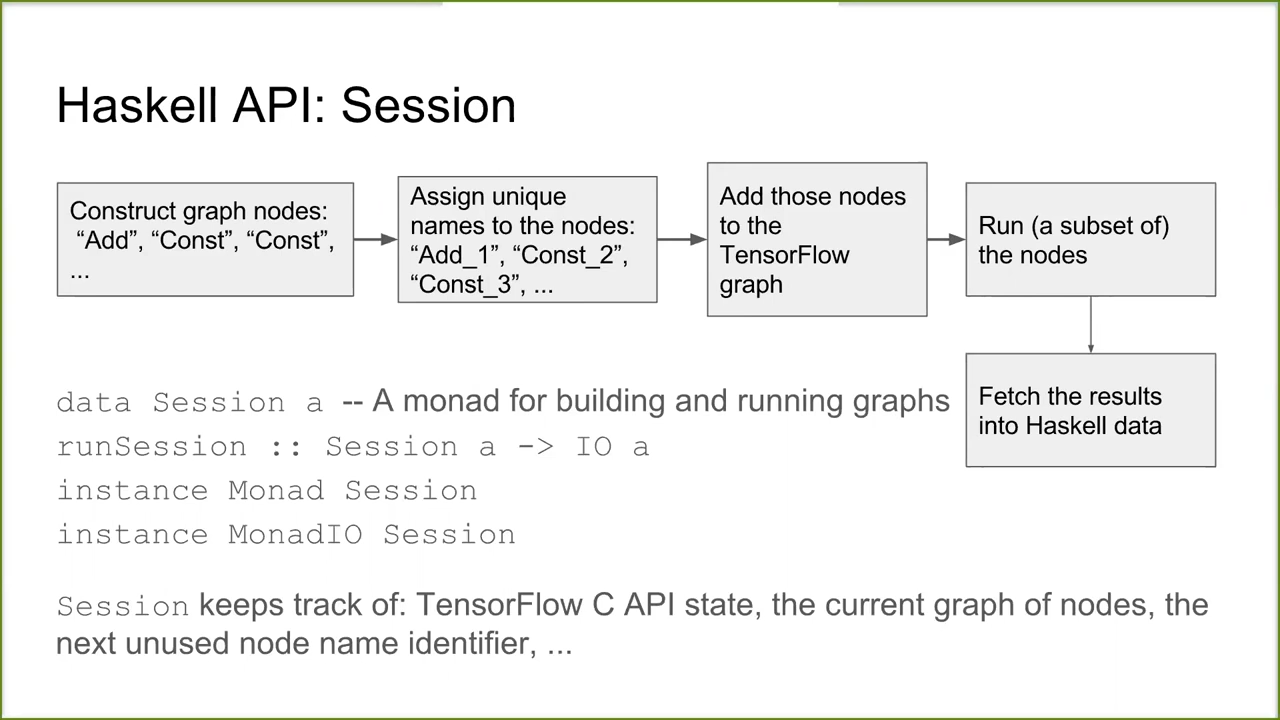 Haskell API: Session
Construct graph nodes:
“Add”, “Const”, “Const”,
...
Assign unique
names to the nodes:
“Add_1”, “Const_2”,
“Const_3”, ...
Add those nodes
to the
TensorFlow
graph
Run (a subset of)
the nodes
Fetch the results
into Haskell data
data Session a -- A monad for building and running graphs
runSession :: Session a -> IO a
instance Monad Session
instance MonadIO Session
Session keeps track of: TensorFlow C API state, the current graph of nodes, the
next unused node name identifier, ...